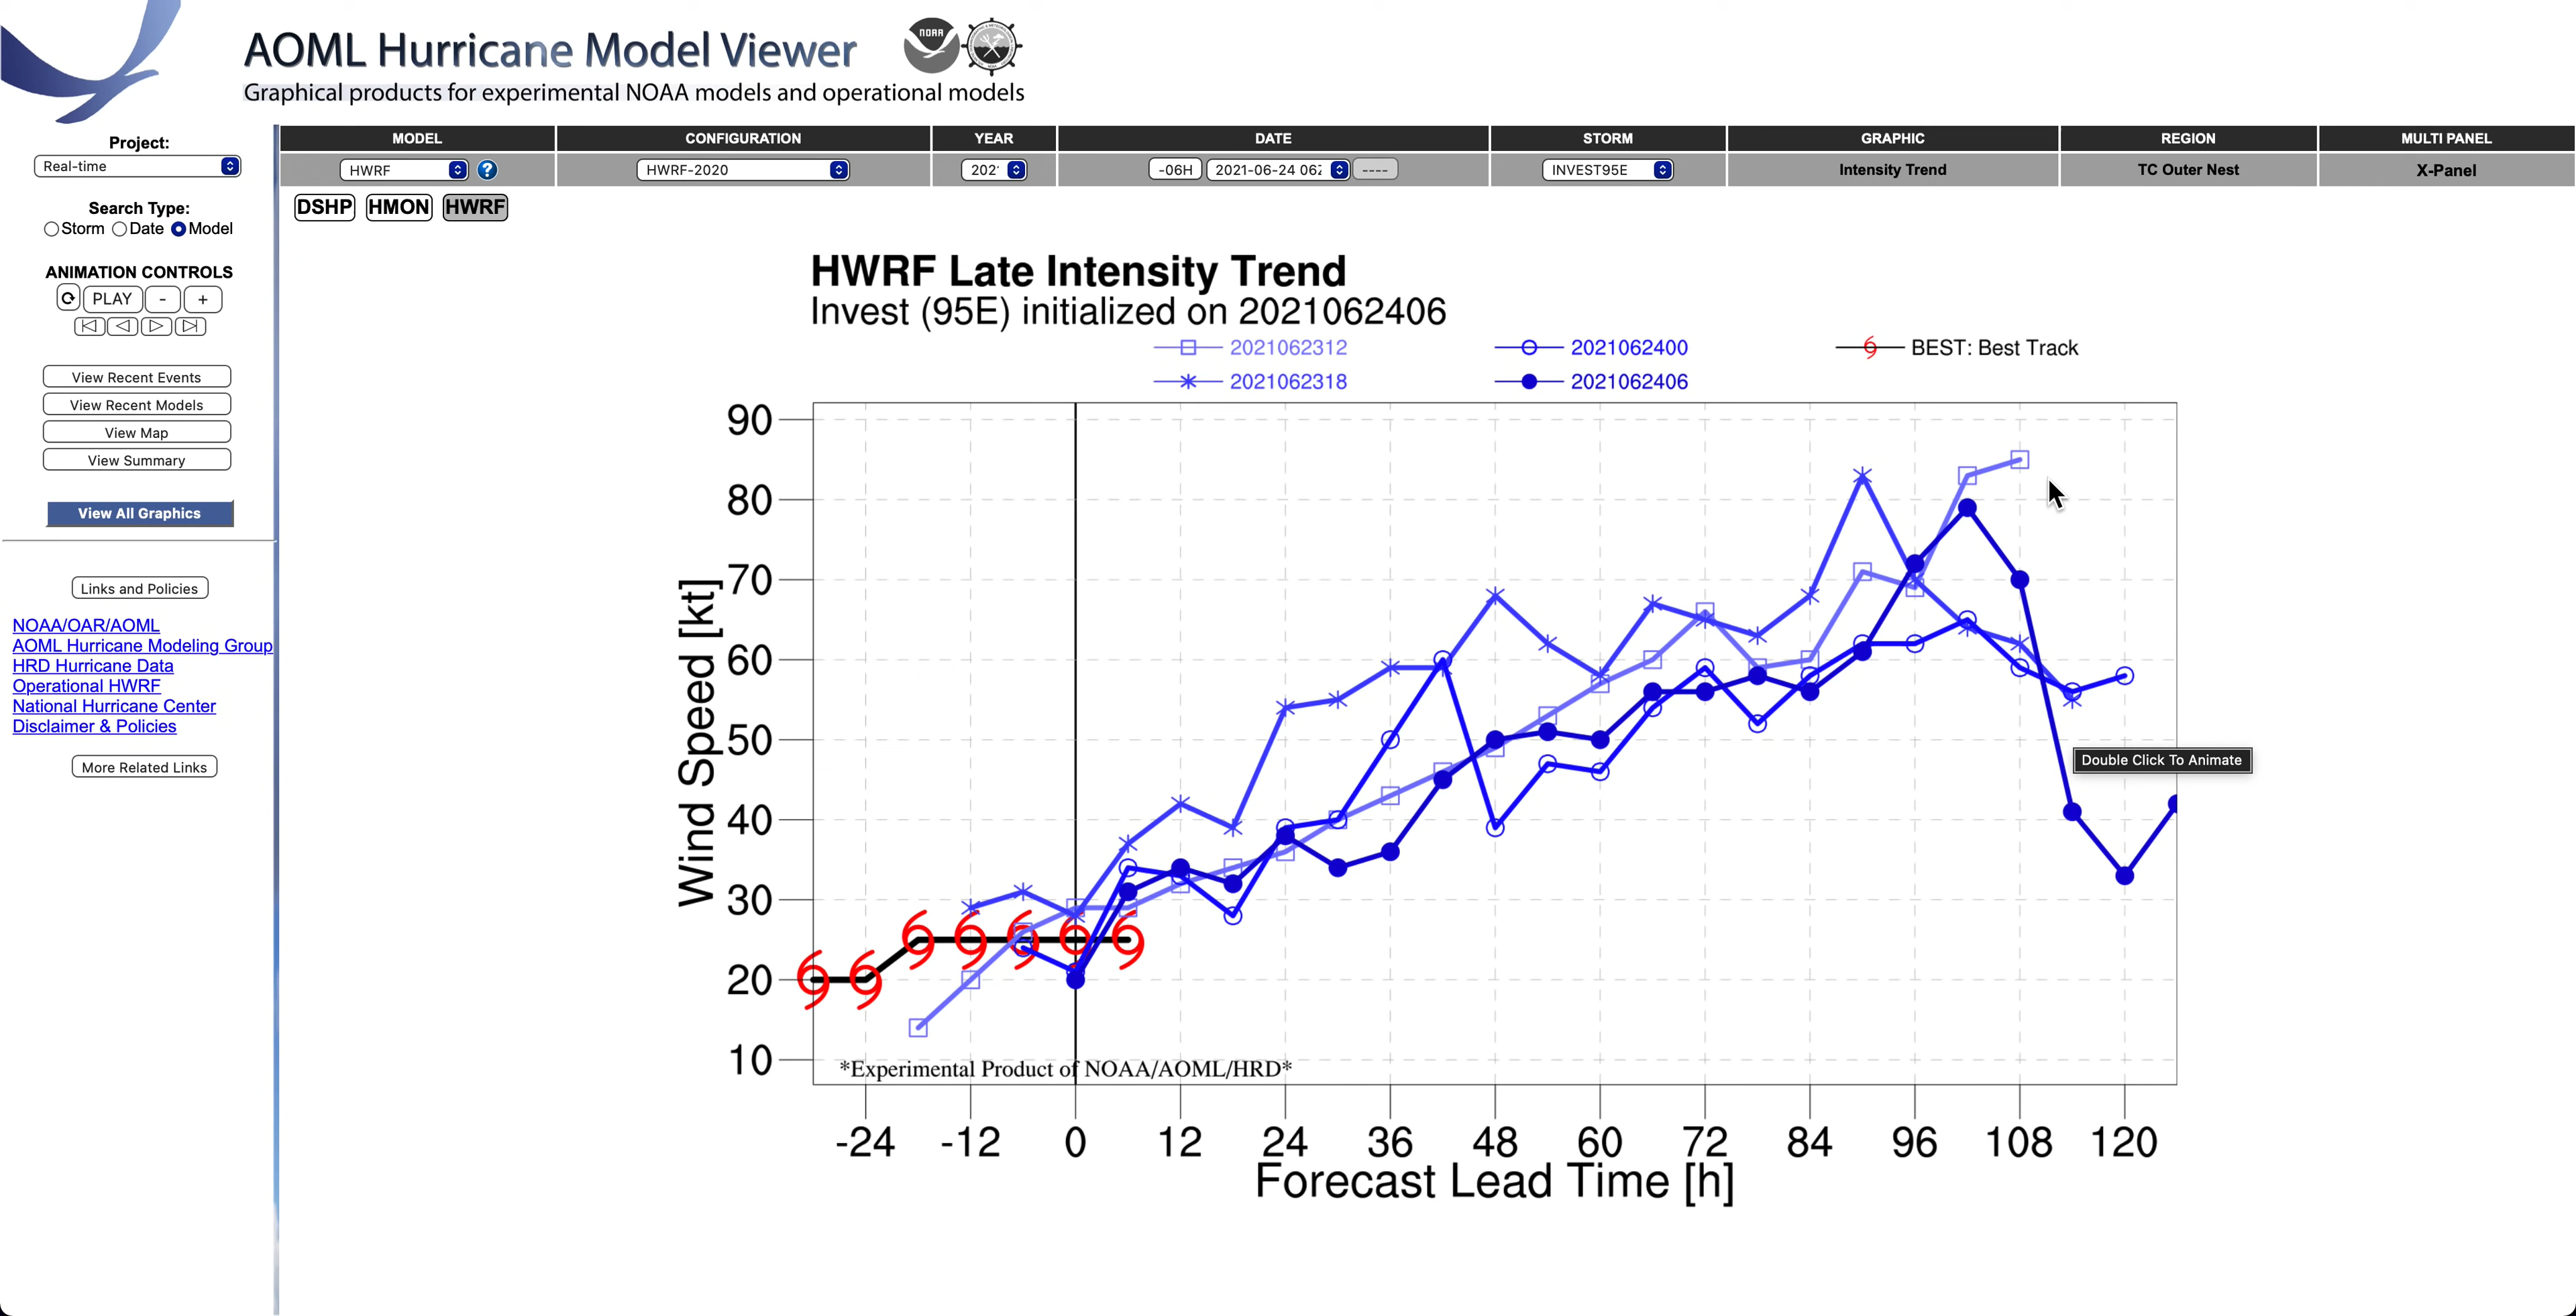 AOML Hurricane Model Viewer
NOAA
Graphical products for experimental NOAA models and operational models
Project:
Real-time
Search Type:
Storm Date Model
ANIMATION CONTROLS
PLAY - +
View Recent Events
View Recent Models
View Map
View Summary
View All Graphics
Links and Policies
NOAA/OAR/AOML
AOML Hurricane Modeling Group
HRD Hurricane Data
Operational HWRF
National Hurricane Center
Disclaimer & Policies
More Related Links
MODEL CONFIGURATION YEAR DATE STORM GRAPHIC REGION MULTI PANEL
HWRF ? HWRF-2020 202 -06H 2021-06-24 06Z ---- INVEST95E Intensity Trend TC Outer Nest X-Panel
DSHP HMON HWRF
HWRF Late Intensity Trend
Invest (95E) initialized on 2021062406
2021062312 2021062400 BEST: Best Track
2021062318 2021062406
Wind Speed [kt]
90
80
70
60
50
40
30
20
10
Double Click To Animate
*Experimental Product of NOAA/AOML/HRD*
-24 -12 0 12 24 36 48 60 72 84 96 108 120
Forecast Lead Time [h]